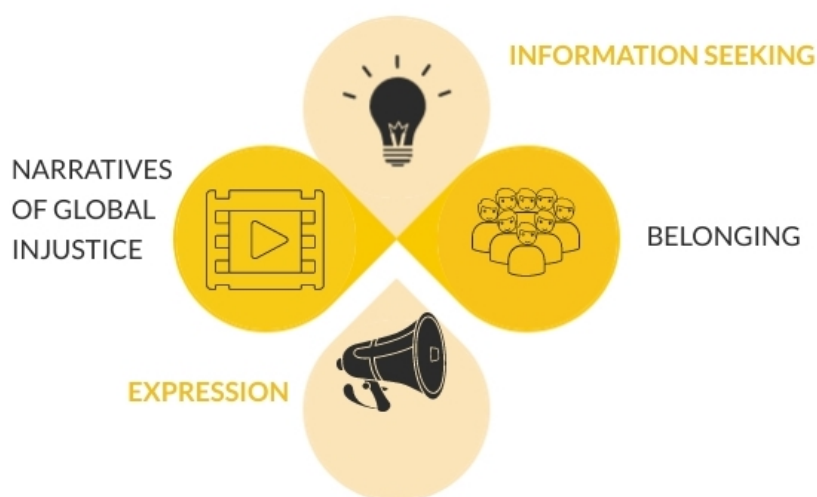 INFORMATION SEEKING
NARRATIVES
OF GLOBAL
INJUSTICE
BELONGING
EXPRESSION